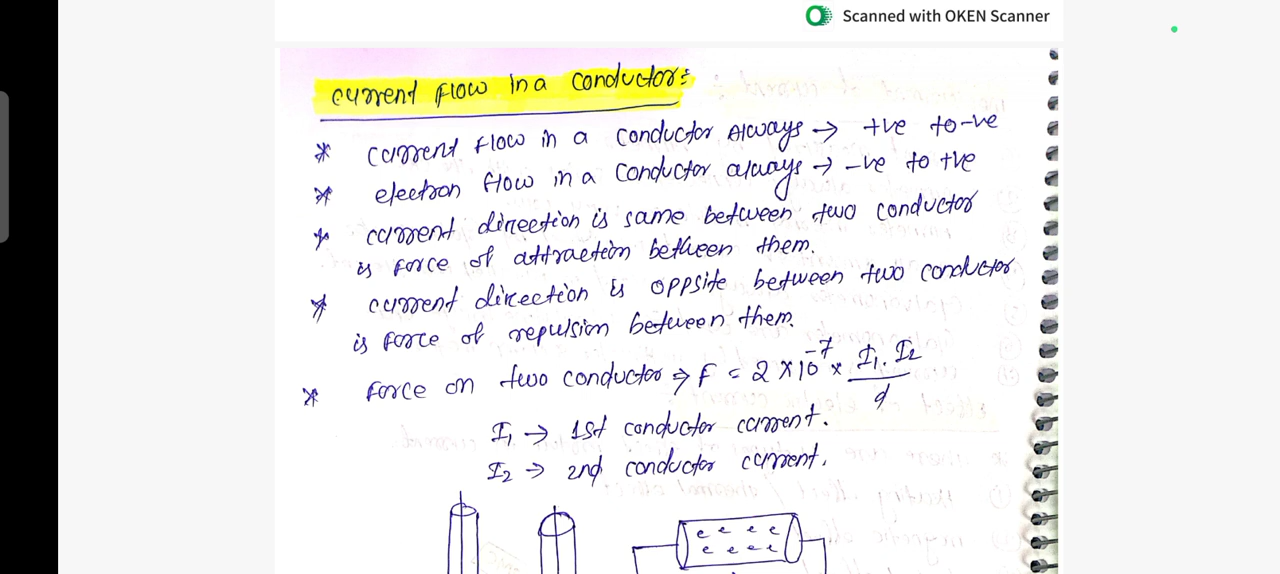 Scanned with OKEN Scanner
current flow in a conductor:
* current flow in a conductor Always → +ve to -ve
* electron flow in a conductor always → -ve to +ve
* current direction is same between two conductor
is force of attraction between them.
* current direction is oppsite between two conductor
is force of repulsion between them.
* force on two conductor ⇒ F = 2 × 10⁻⁷ × I₁. I₂ / d
I₁ → 1st conductor current.
I₂ → 2nd conductor current.
e e e e
e e e e